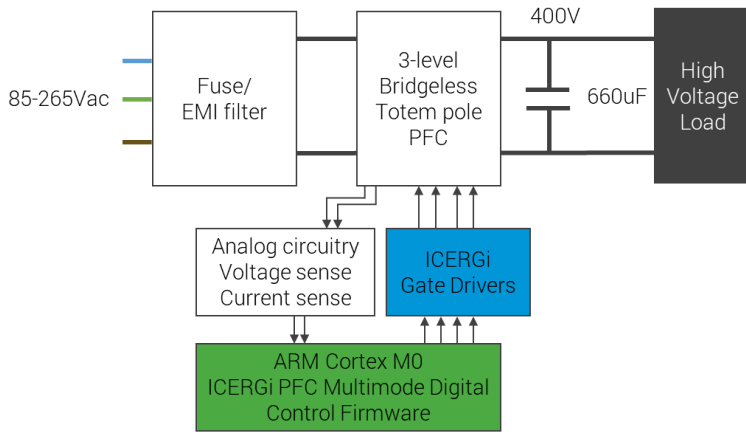 400V
85-265Vac
Fuse/
EMI filter
3-level
Bridgeless
Totem pole
PFC
660uF
High
Voltage
Load
Analog circuitry
Voltage sense
Current sense
ICERGi
Gate Drivers
ARM Cortex M0
ICERGi PFC Multimode Digital
Control Firmware